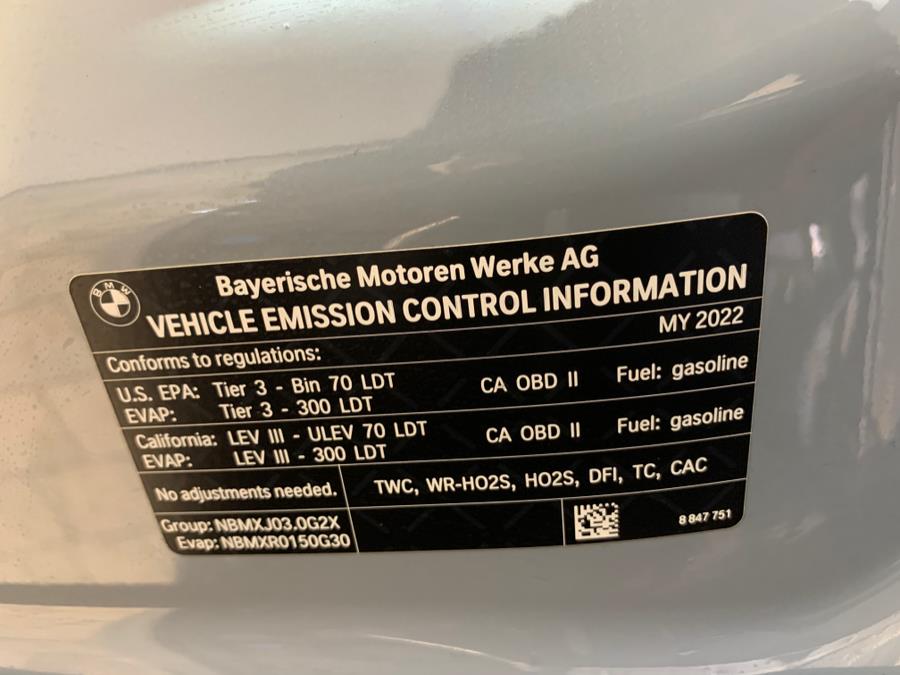 BMW
Bayerische Motoren Werke AG
VEHICLE EMISSION CONTROL INFORMATION
MY 2022
Conforms to regulations:
U.S. EPA: Tier 3 - Bin 70 LDT CA OBD II Fuel: gasoline
EVAP: Tier 3 - 300 LDT
California: LEV III - ULEV 70 LDT CA OBD II Fuel: gasoline
EVAP: LEV III - 300 LDT
No adjustments needed. TWC, WR-HO2S, HO2S, DFI, TC, CAC
Group: NBMXJ03.0G2X
Evap: NBMXR0150G30
8 847 751